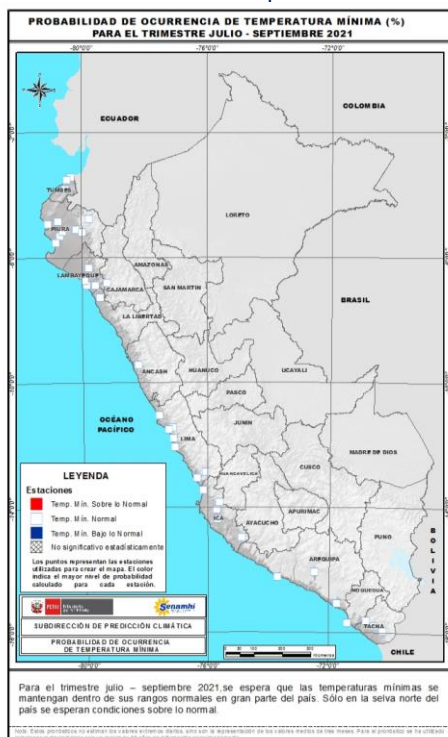 PROBABILIDAD DE OCURRENCIA DE TEMPERATURA MÍNIMA (%)
PARA EL TRIMESTRE JULIO - SEPTIEMBRE 2021
-80°0'0" -76°0'0" -72°0'0"
COLOMBIA
ECUADOR
TUMBES
LORETO
PIURA
AMAZONAS
LAMBAYEQUE
CAJAMARCA
SAN MARTIN
BRASIL
LA LIBERTAD
ANCASH
HUANUCO
UCAYALI
PASCO
OCÉANO
PACÍFICO
JUNIN
LIMA
MADRE DE DIOS
CUSCO
HUANCAVELICA
LEYENDA
Estaciones
Temp. Mín. Sobre lo Normal
Temp. Mín. Normal
Temp. Mín. Bajo lo Normal
No significativo estadísticamente
Los puntos representan las estaciones
utilizadas para crear el mapa. El color
indica el mayor nivel de probabilidad
calculado para cada estación.
ICA
AYACUCHO
APURIMAC
PUNO
BOLIVIA
AREQUIPA
MOQUEGUA
TACNA
CHILE
PERÚ
Senamhi
SUBDIRECCIÓN DE PREDICCIÓN CLIMÁTICA
PROBABILIDAD DE OCURRENCIA
DE TEMPERATURA MÍNIMA
-72°0'0"
Para el trimestre julio – septiembre 2021,se espera que las temperaturas mínimas se
mantengan dentro de sus rangos normales en gran parte del país. Sólo en la selva norte del
país se esperan condiciones sobre lo normal.